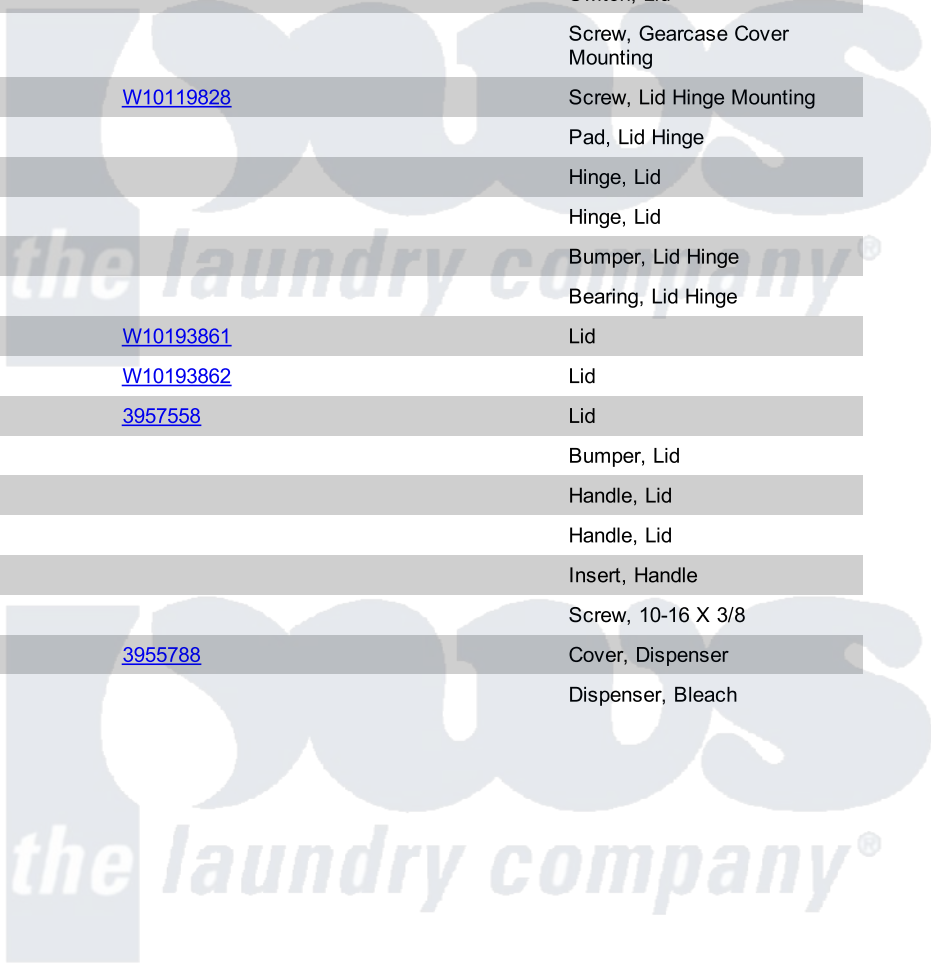 Screw, Gearcase Cover
Mounting
W10119828 Screw, Lid Hinge Mounting
Pad, Lid Hinge
Hinge, Lid
Hinge, Lid
Bumper, Lid Hinge
Bearing, Lid Hinge
the laundry company®
W10193861 Lid
W10193862 Lid
3957558 Lid
Bumper, Lid
Handle, Lid
Handle, Lid
Insert, Handle
Screw, 10-16 X 3/8
3955788 Cover, Dispenser
Dispenser, Bleach
pws
the laundry company®